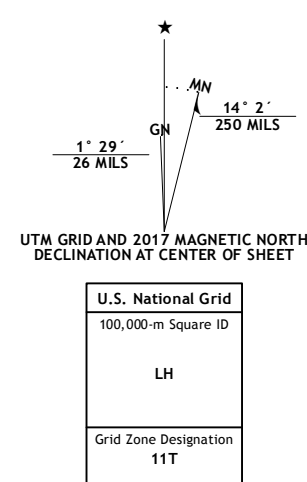 ★
MN
GN
14° 2´
250 MILS
1° 29´
26 MILS
UTM GRID AND 2017 MAGNETIC NORTH
DECLINATION AT CENTER OF SHEET
U.S. National Grid
100,000-m Square ID
LH
Grid Zone Designation
11T